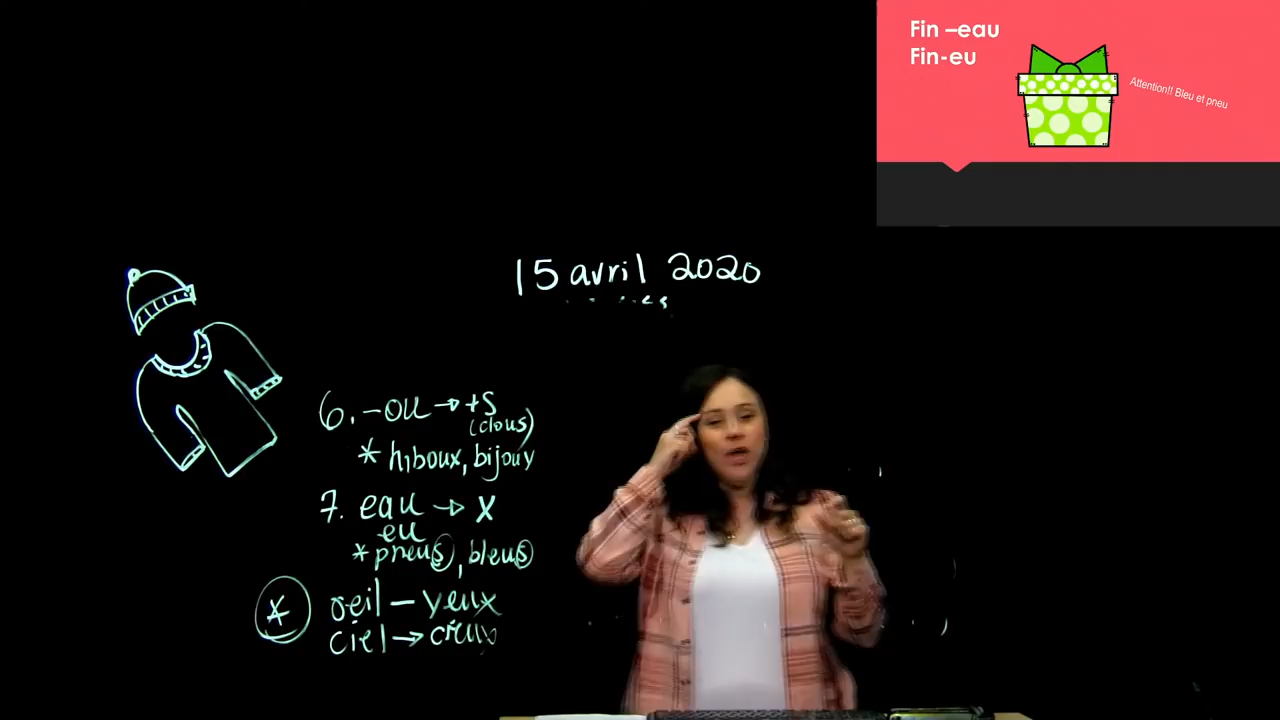 Fin –eau
Fin-eu
Attention!! Bleu et pneu
15 avril 2020
6. –ou → +s
(clous)
* hiboux, bijoux
7. eau → x
eu
* pneus, bleus
* oeil – yeux
ciel → cieux